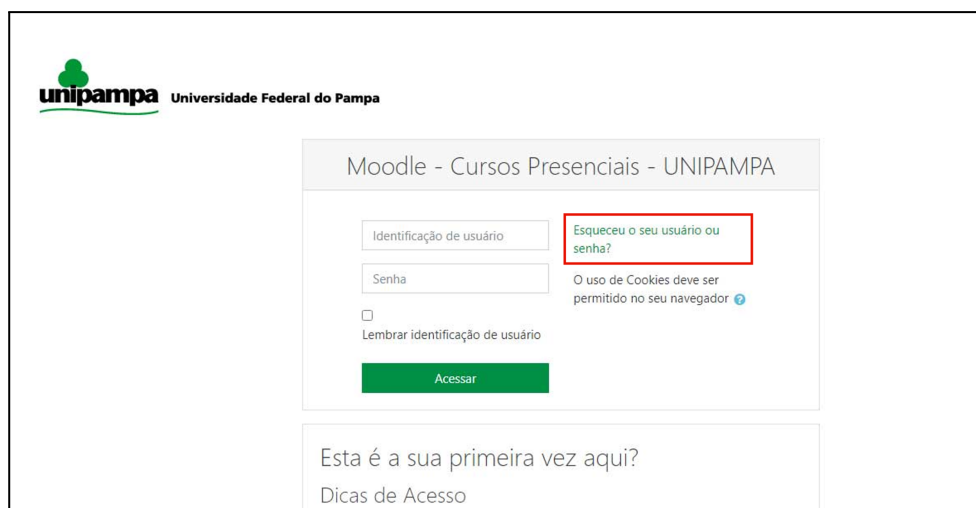 unipampa Universidade Federal do Pampa
Moodle - Cursos Presenciais - UNIPAMPA
Identificação de usuário
Senha
Lembrar identificação de usuário
Acessar
Esqueceu o seu usuário ou
senha?
O uso de Cookies deve ser
permitido no seu navegador ?
Esta é a sua primeira vez aqui?
Dicas de Acesso